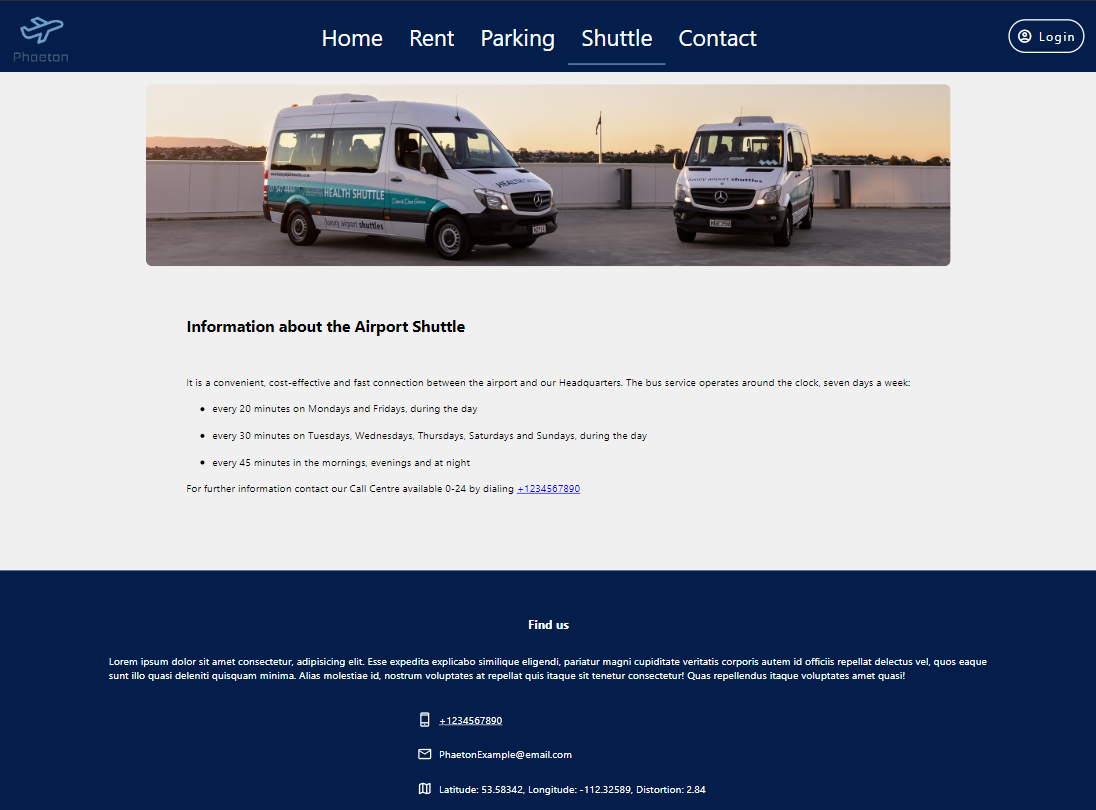 Phaeton
Home Rent Parking Shuttle Contact
Login
HEALTH SHUTTLE
luxury airport shuttles
HEALTH SHUTTLE
luxury airport shuttles
Information about the Airport Shuttle
It is a convenient, cost-effective and fast connection between the airport and our Headquarters. The bus service operates around the clock, seven days a week:
every 20 minutes on Mondays and Fridays, during the day
every 30 minutes on Tuesdays, Wednesdays, Thursdays, Saturdays and Sundays, during the day
every 45 minutes in the mornings, evenings and at night
For further information contact our Call Centre available 0-24 by dialing +1234567890
Find us
Lorem ipsum dolor sit amet consectetur, adipisicing elit. Esse expedita explicabo similique eligendi, pariatur magni cupiditate veritatis corporis autem id officiis repellat delectus vel, quos eaque
sunt illo quasi deleniti quisquam minima. Alias molestiae id, nostrum voluptates at repellat quis itaque sit tenetur consectetur! Quas repellendus itaque voluptates amet quasi!
+1234567890
PhaetonExample@email.com
Latitude: 53.58342, Longitude: -112.32589, Distortion: 2.84